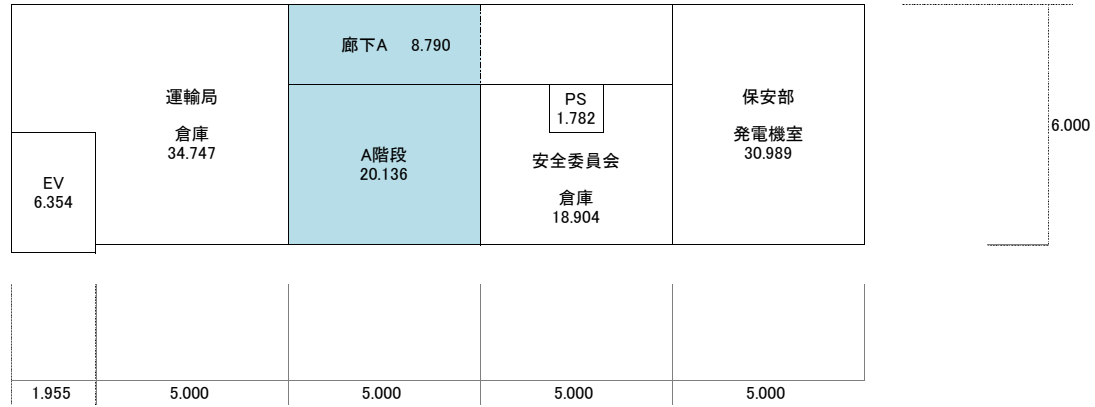 廊下A 8.790
運輸局
倉庫
34.747
EV
6.354
A階段
20.136
PS
1.782
安全委員会
倉庫
18.904
保安部
発電機室
30.989
6.000
1.955 5.000 5.000 5.000 5.000